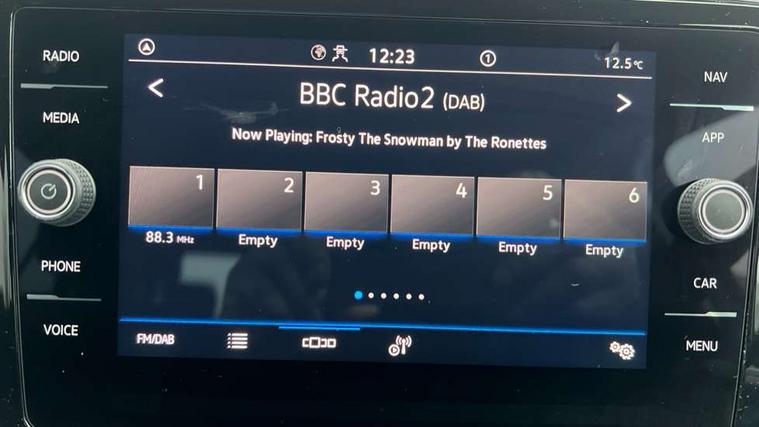 RADIO
MEDIA
PHONE
VOICE
12:23
1
12.5°C
BBC Radio2 (DAB)
Now Playing: Frosty The Snowman by The Ronettes
1 2 3 4 5 6
88.3 MHz Empty Empty Empty Empty Empty
FM/DAB
NAV
APP
CAR
MENU